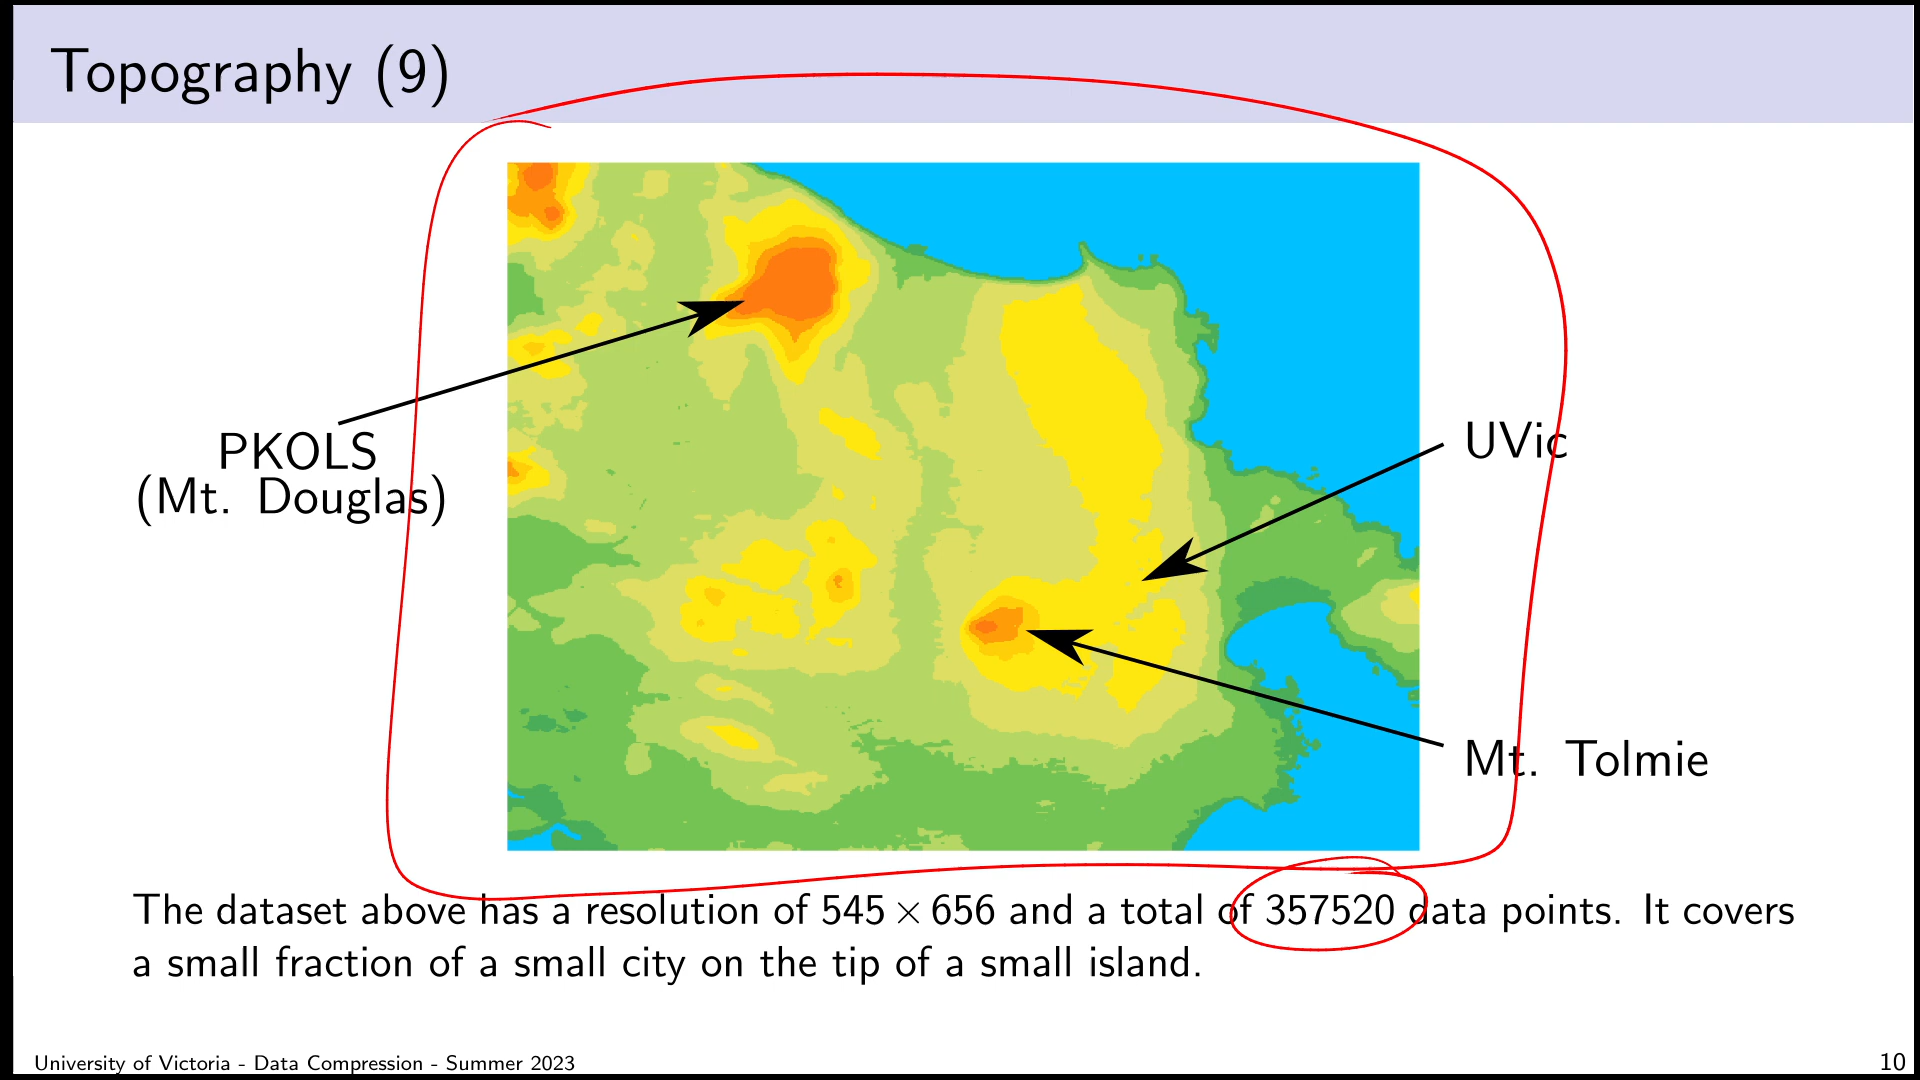 Topography (9)
PKOLS
(Mt. Douglas)
UVic
Mt. Tolmie
The dataset above has a resolution of 545 × 656 and a total of 357520 data points. It covers
a small fraction of a small city on the tip of a small island.
University of Victoria - Data Compression - Summer 2023
10